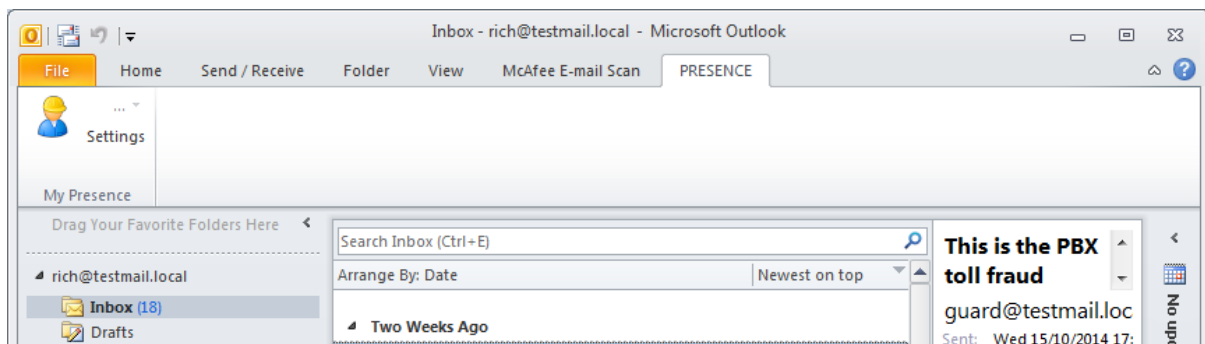 Inbox - rich@testmail.local - Microsoft Outlook
File Home Send / Receive Folder View McAfee E-mail Scan PRESENCE
...
Settings
My Presence
Drag Your Favorite Folders Here
Search Inbox (Ctrl+E)
This is the PBX
toll fraud
rich@testmail.local
Arrange By: Date Newest on top
Inbox (18)
guard@testmail.loc
Drafts
Two Weeks Ago
Sent: Wed 15/10/2014 17:
No upc